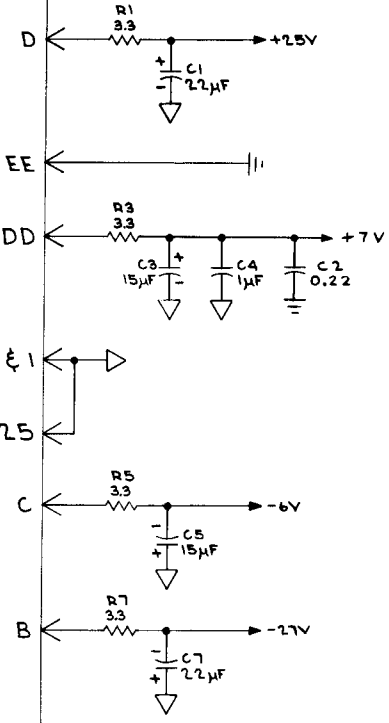 R1
3.3
D
+25V
+
C1
22µF
-
EE
R3
3.3
DD
+7V
C3
+
15µF
-
C4
1µF
C2
0.22
& 1
25
R5
3.3
C
-6V
-
C5
+
15µF
R7
3.3
B
-27V
-
C7
+
22µF